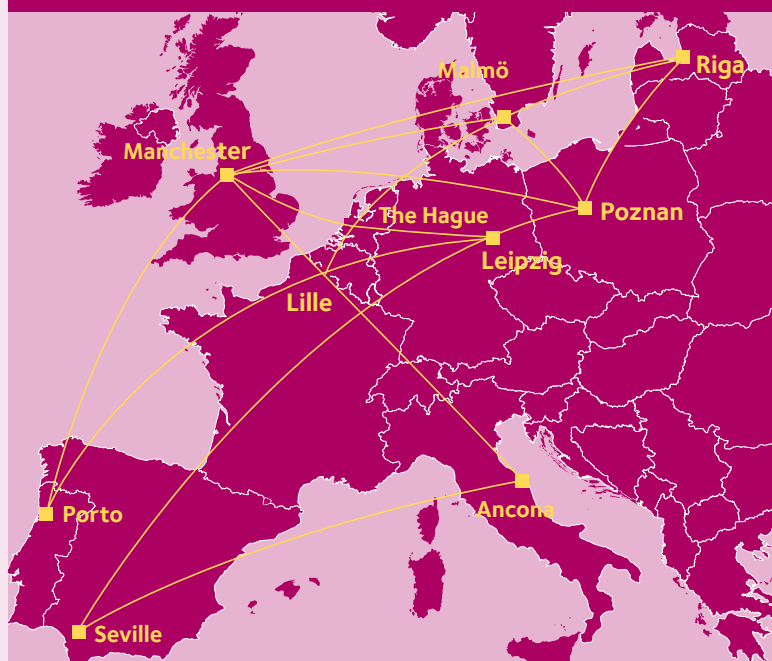 Malmö
Riga
Manchester
The Hague
Poznan
Leipzig
Lille
Ancona
Porto
Seville